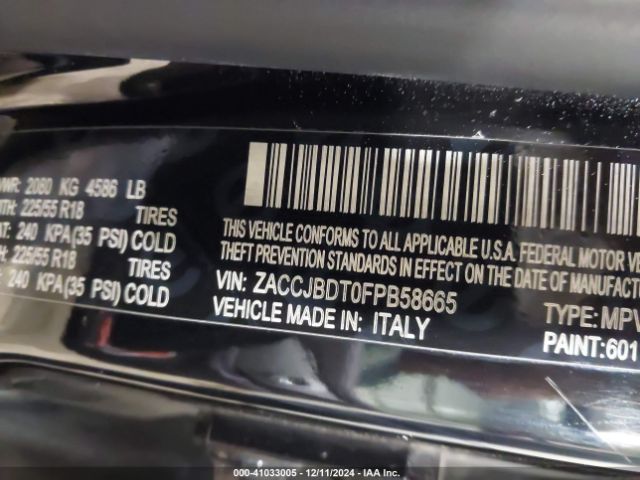 VWR: 2080 KG 4586 LB
TH: 225/55 R18 TIRES
AT: 240 KPA(35 PSI) COLD
H: 225/55 R18 TIRES
240 KPA(35 PSI) COLD
THIS VEHICLE CONFORMS TO ALL APPLICABLE U.S.A. FEDERAL MOTOR VE
THEFT PREVENTION STANDARDS IN EFFECT ON THE DATE OF MANUFACTU
VIN: ZACCJBDT0FPB58665 TYPE:MPV
VEHICLE MADE IN: ITALY PAINT:601
000-41033005 - 12/11/2024 - IAA Inc.